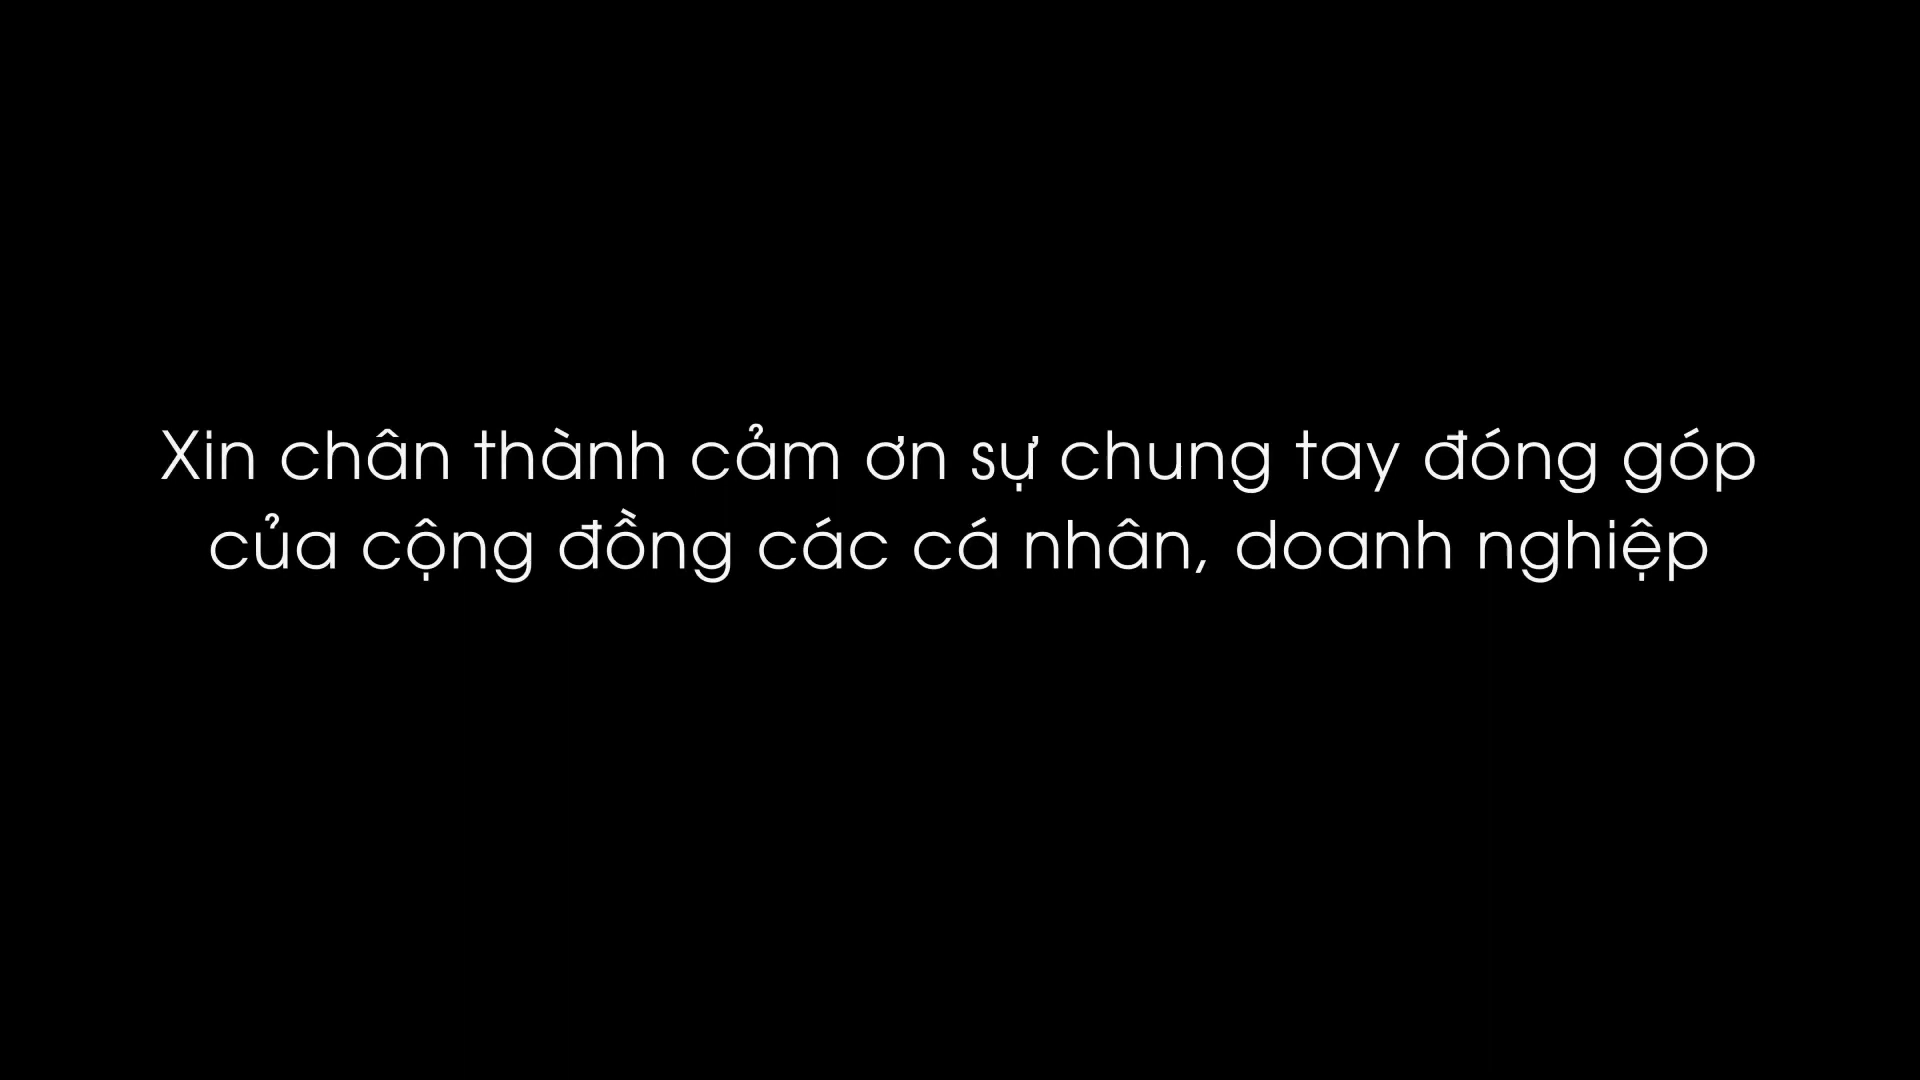 Xin chân thành cảm ơn sự chung tay đóng góp
của cộng đồng các cá nhân, doanh nghiệp